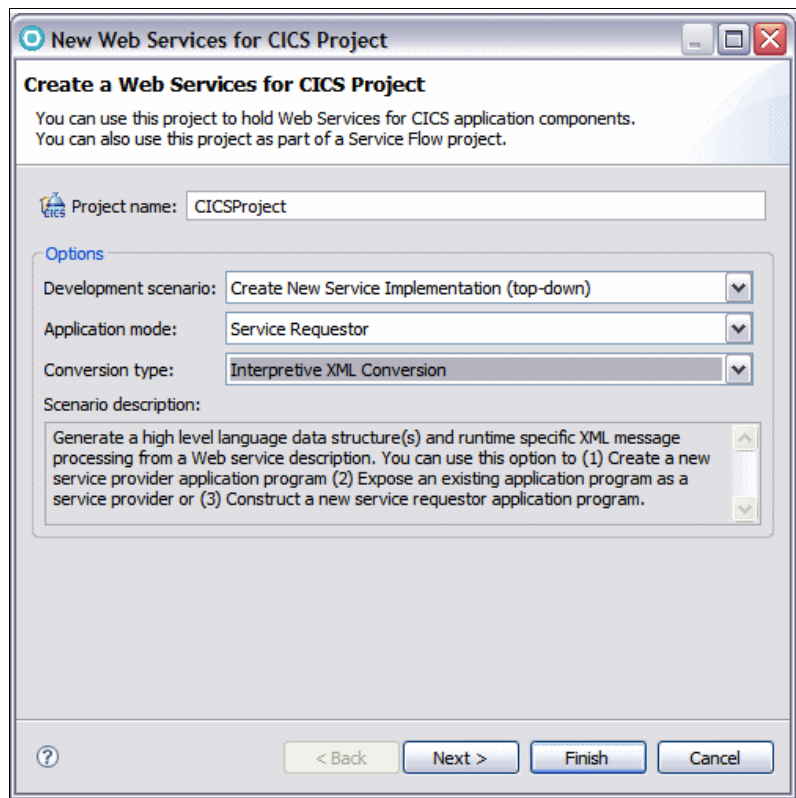 New Web Services for CICS Project
Create a Web Services for CICS Project
You can use this project to hold Web Services for CICS application components.
You can also use this project as part of a Service Flow project.
CICS Project name: CICSProject
Options
Development scenario: Create New Service Implementation (top-down)
Application mode: Service Requestor
Conversion type: Interpretive XML Conversion
Scenario description:
Generate a high level language data structure(s) and runtime specific XML message
processing from a Web service description. You can use this option to (1) Create a new
service provider application program (2) Expose an existing application program as a
service provider or (3) Construct a new service requestor application program.
? < Back Next > Finish Cancel